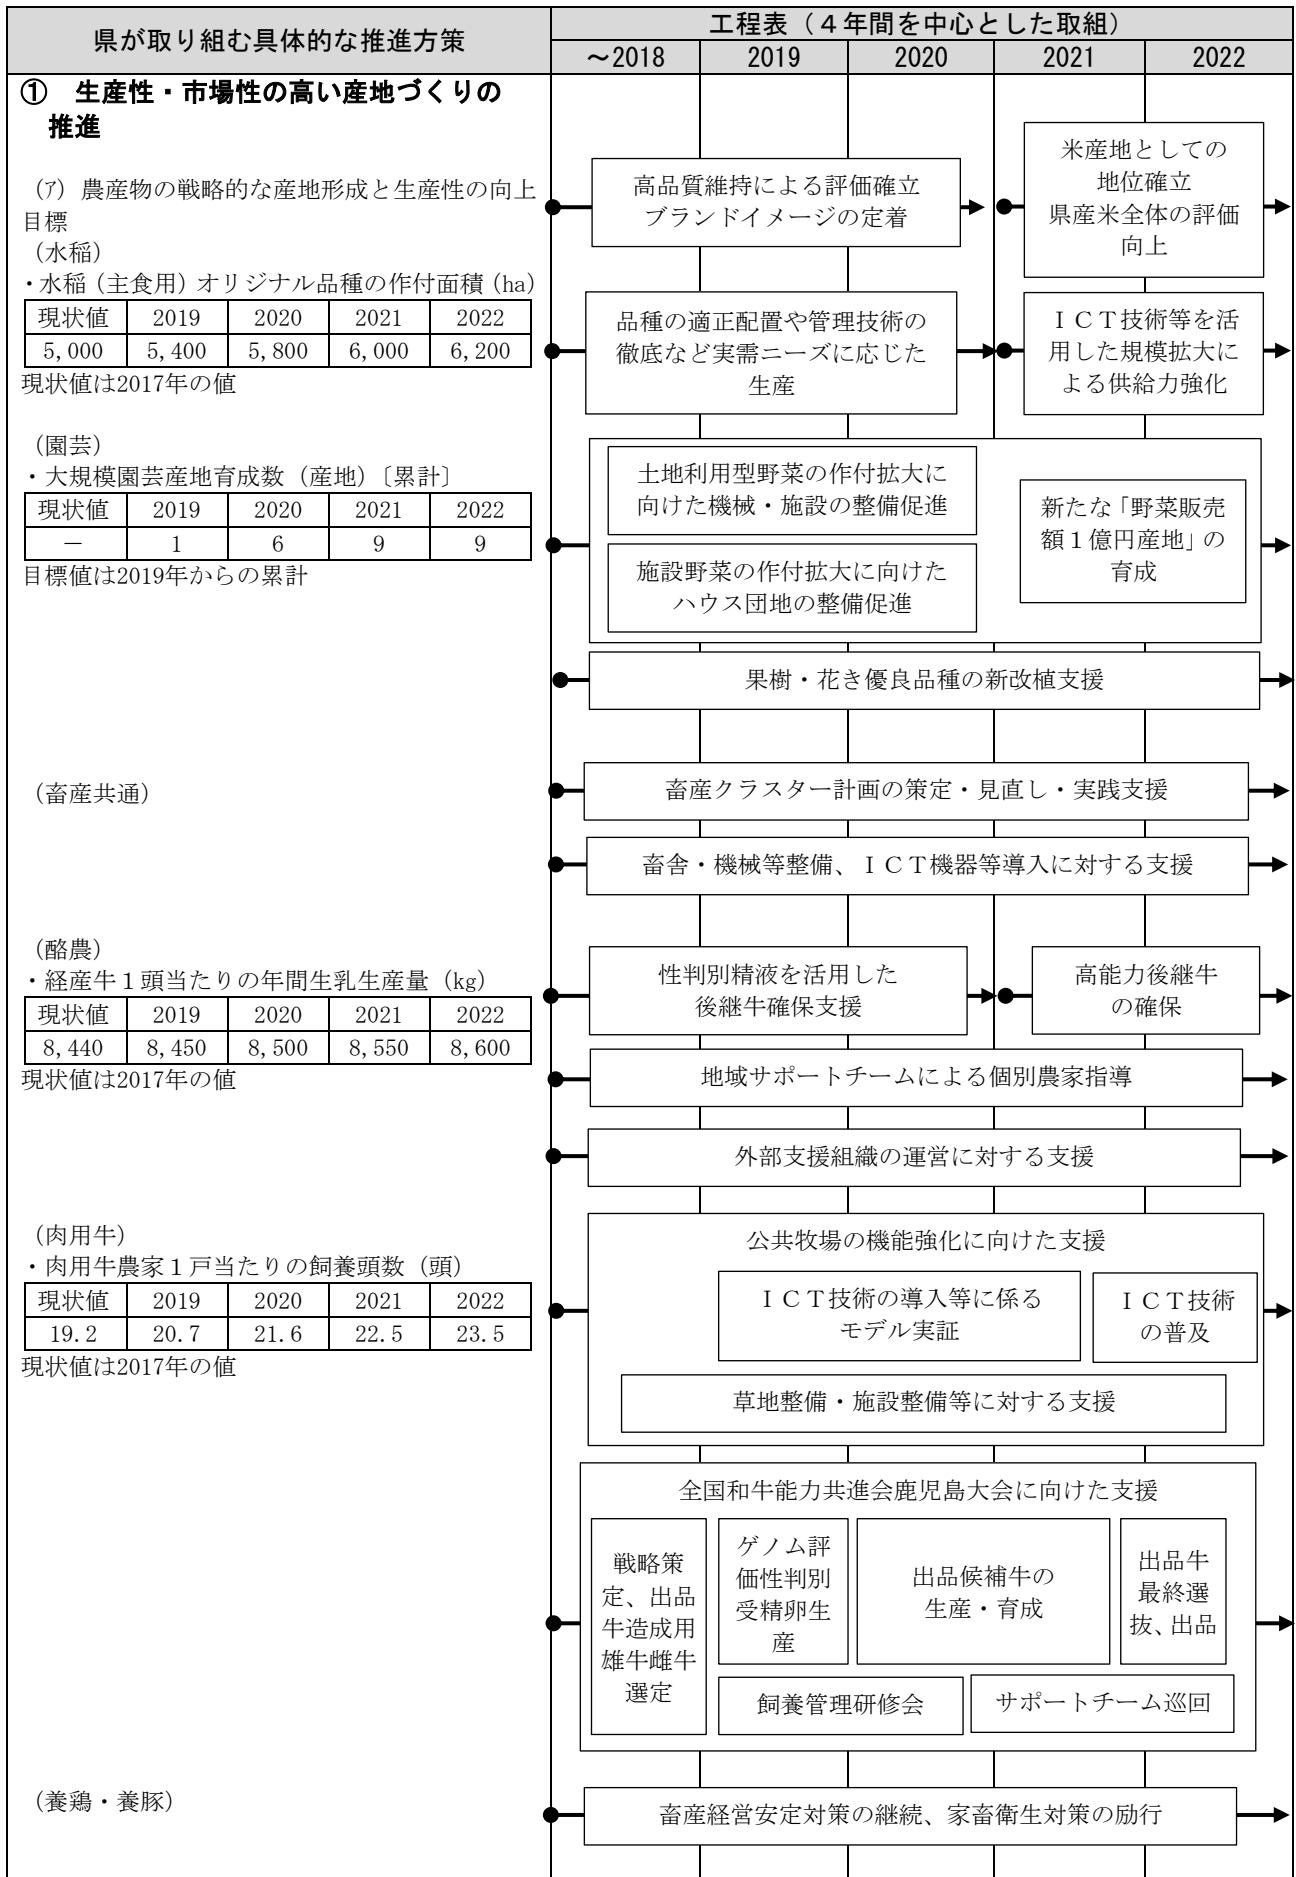 県が取り組む具体的な推進方策
工程表（４年間を中心とした取組）
～2018
2019
2020
2021
2022
① 生産性・市場性の高い産地づくりの
推進
（ｱ）農産物の戦略的な産地形成と生産性の向上
目標
（水稲）
・水稲（主食用）オリジナル品種の作付面積（ha）
現状値 2019 2020 2021 2022
5,000 5,400 5,800 6,000 6,200
現状値は2017年の値
高品質維持による評価確立
ブランドイメージの定着
米産地としての
地位確立
県産米全体の評価
向上
品種の適正配置や管理技術の
徹底など実需ニーズに応じた
生産
ＩＣＴ技術等を活
用した規模拡大に
よる供給力強化
（園芸）
・大規模園芸産地育成数（産地）〔累計〕
現状値 2019 2020 2021 2022
－ 1 6 9 9
目標値は2019年からの累計
土地利用型野菜の作付拡大に
向けた機械・施設の整備促進
施設野菜の作付拡大に向けた
ハウス団地の整備促進
新たな「野菜販売
額１億円産地」の
育成
果樹・花き優良品種の新改植支援
（畜産共通）
畜産クラスター計画の策定・見直し・実践支援
畜舎・機械等整備、ＩＣＴ機器等導入に対する支援
（酪農）
・経産牛１頭当たりの年間生乳生産量（kg）
現状値 2019 2020 2021 2022
8,440 8,450 8,500 8,550 8,600
現状値は2017年の値
性判別精液を活用した
後継牛確保支援
高能力後継牛
の確保
地域サポートチームによる個別農家指導
外部支援組織の運営に対する支援
（肉用牛）
・肉用牛農家１戸当たりの飼養頭数（頭）
現状値 2019 2020 2021 2022
19.2 20.7 21.6 22.5 23.5
現状値は2017年の値
公共牧場の機能強化に向けた支援
ＩＣＴ技術の導入等に係る
モデル実証
ＩＣＴ技術
の普及
草地整備・施設整備等に対する支援
全国和牛能力共進会鹿児島大会に向けた支援
戦略策
定、出品
牛造成用
雄牛雌牛
選定
ゲノム評
価性判別
受精卵生
産
出品候補牛の
生産・育成
出品牛
最終選
抜、出品
飼養管理研修会
サポートチーム巡回
（養鶏・養豚）
畜産経営安定対策の継続、家畜衛生対策の励行